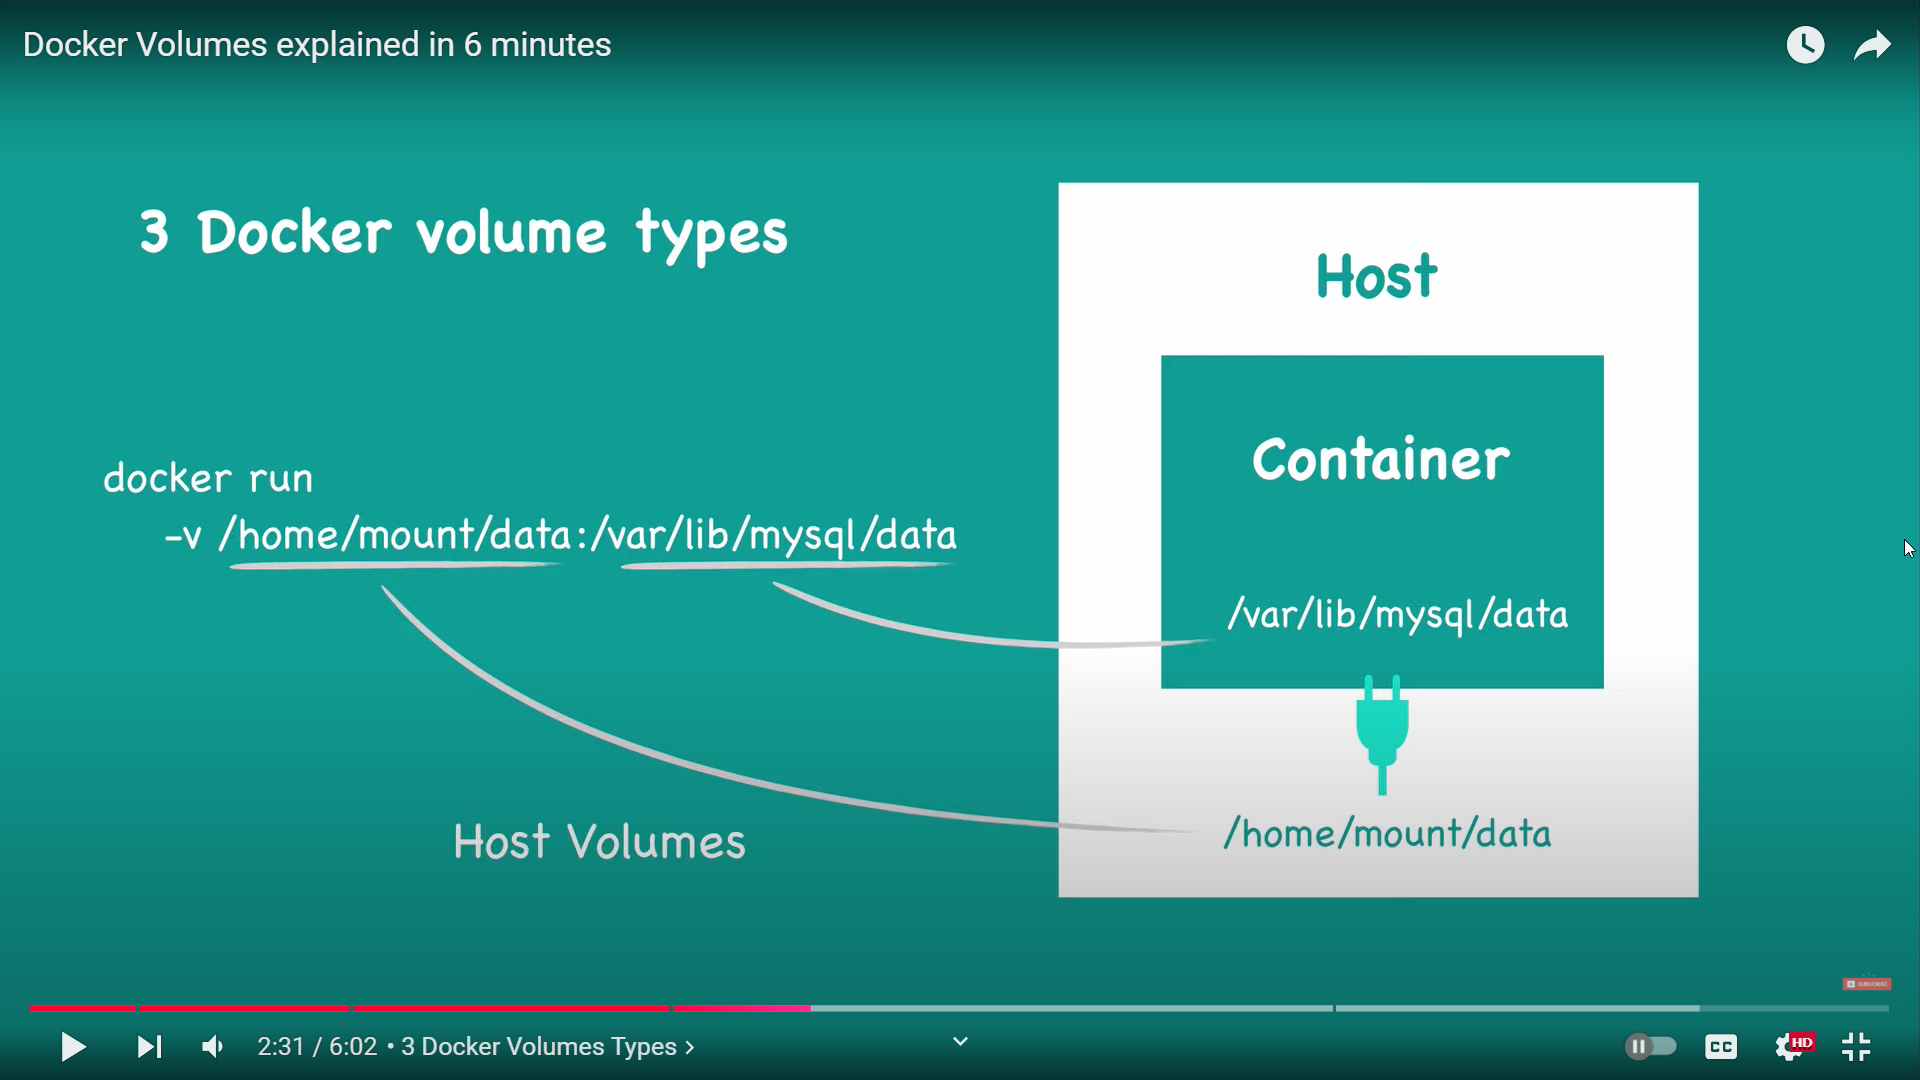 Docker Volumes explained in 6 minutes
3 Docker volume types
Host
Container
docker run
-v /home/mount/data:/var/lib/mysql/data
/var/lib/mysql/data
/home/mount/data
Host Volumes
SUBSCRIBE
2:31 / 6:02 • 3 Docker Volumes Types >
CC
HD